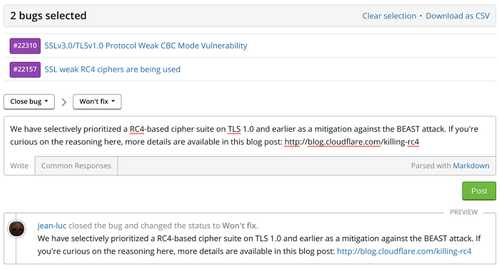 2 bugs selected
Clear selection • Download as CSV
#22310 SSLv3.0/TLSv1.0 Protocol Weak CBC Mode Vulnerability
#22157 SSL weak RC4 ciphers are being used
Close bug
Won't fix
We have selectively prioritized a RC4-based cipher suite on TLS 1.0 and earlier as a mitigation against the BEAST attack. If you're
curious on the reasoning here, more details are available in this blog post: http://blog.cloudflare.com/killing-rc4
Write Common Responses Parsed with Markdown
Post
PREVIEW
jean-luc closed the bug and changed the status to Won't fix.
We have selectively prioritized a RC4-based cipher suite on TLS 1.0 and earlier as a mitigation against the BEAST attack. If
you're curious on the reasoning here, more details are available in this blog post: http://blog.cloudflare.com/killing-rc4